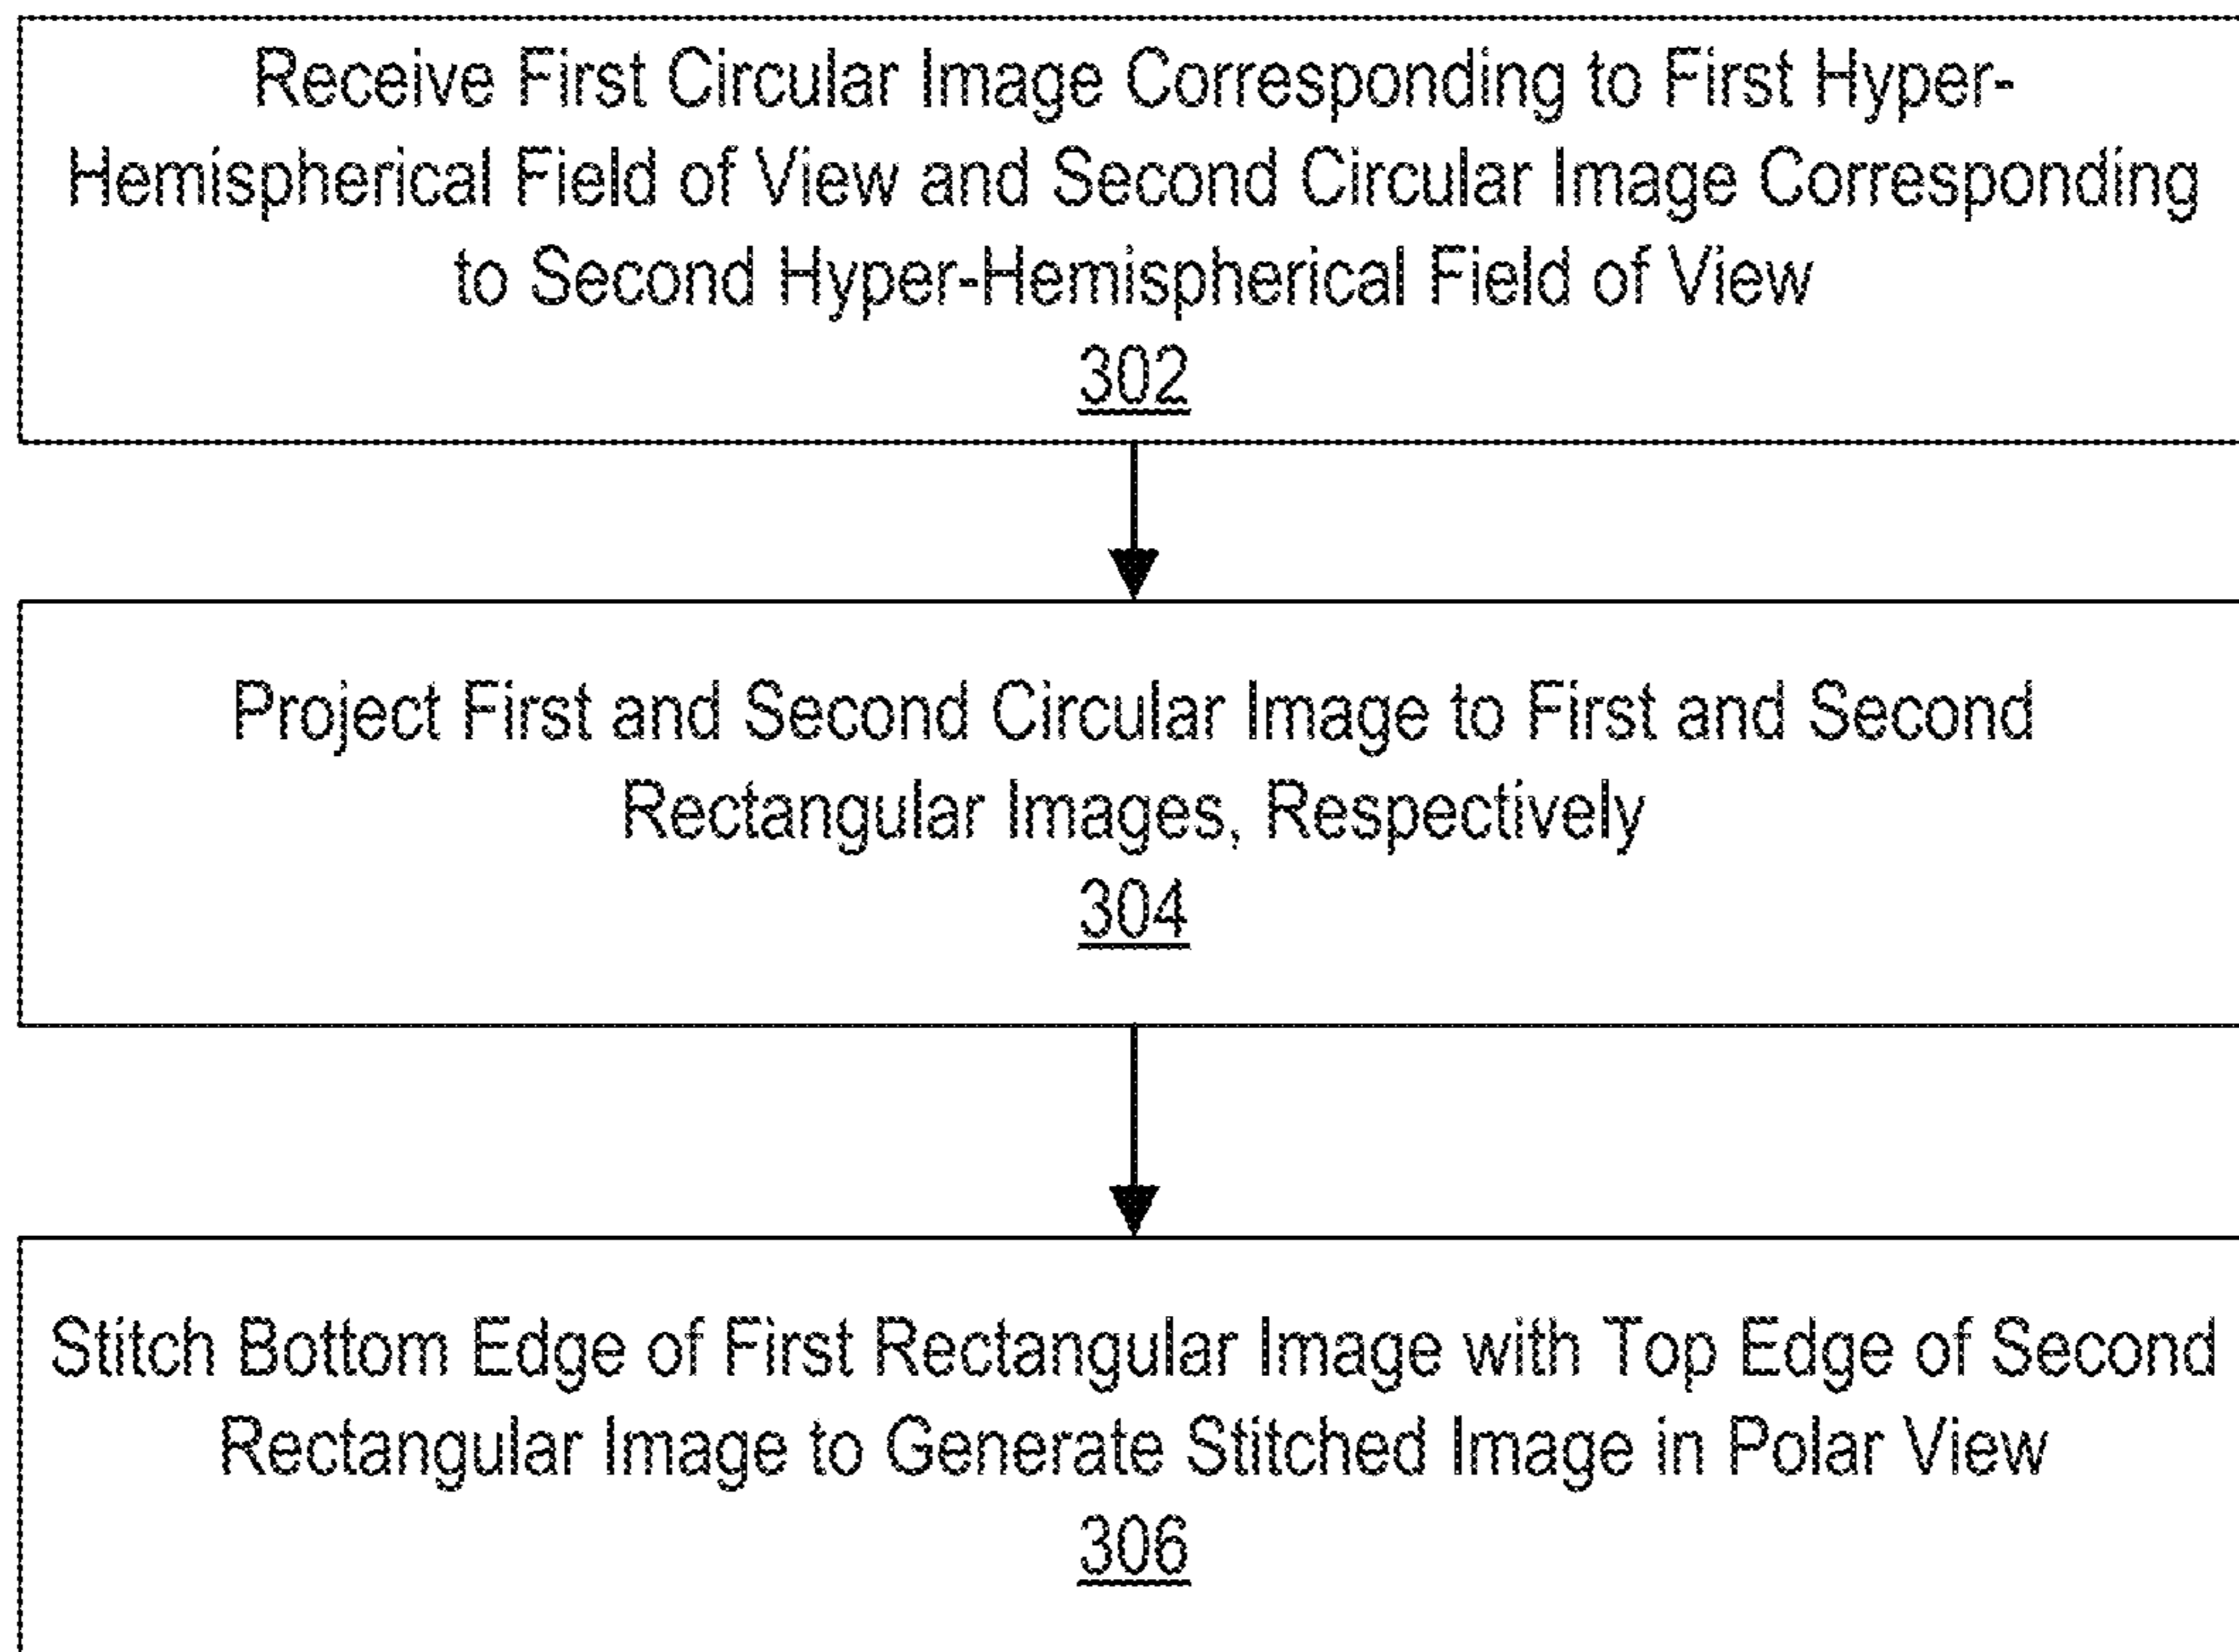 Receive First Circular Image Corresponding to First Hyper-
Hemispherical Field of View and Second Circular Image Corresponding
to Second Hyper-Hemispherical Field of View
302
Project First and Second Circular Image to First and Second
Rectangular Images, Respectively
304
Stitch Bottom Edge of First Rectangular Image with Top Edge of Second
Rectangular Image to Generate Stitched Image in Polar View
306